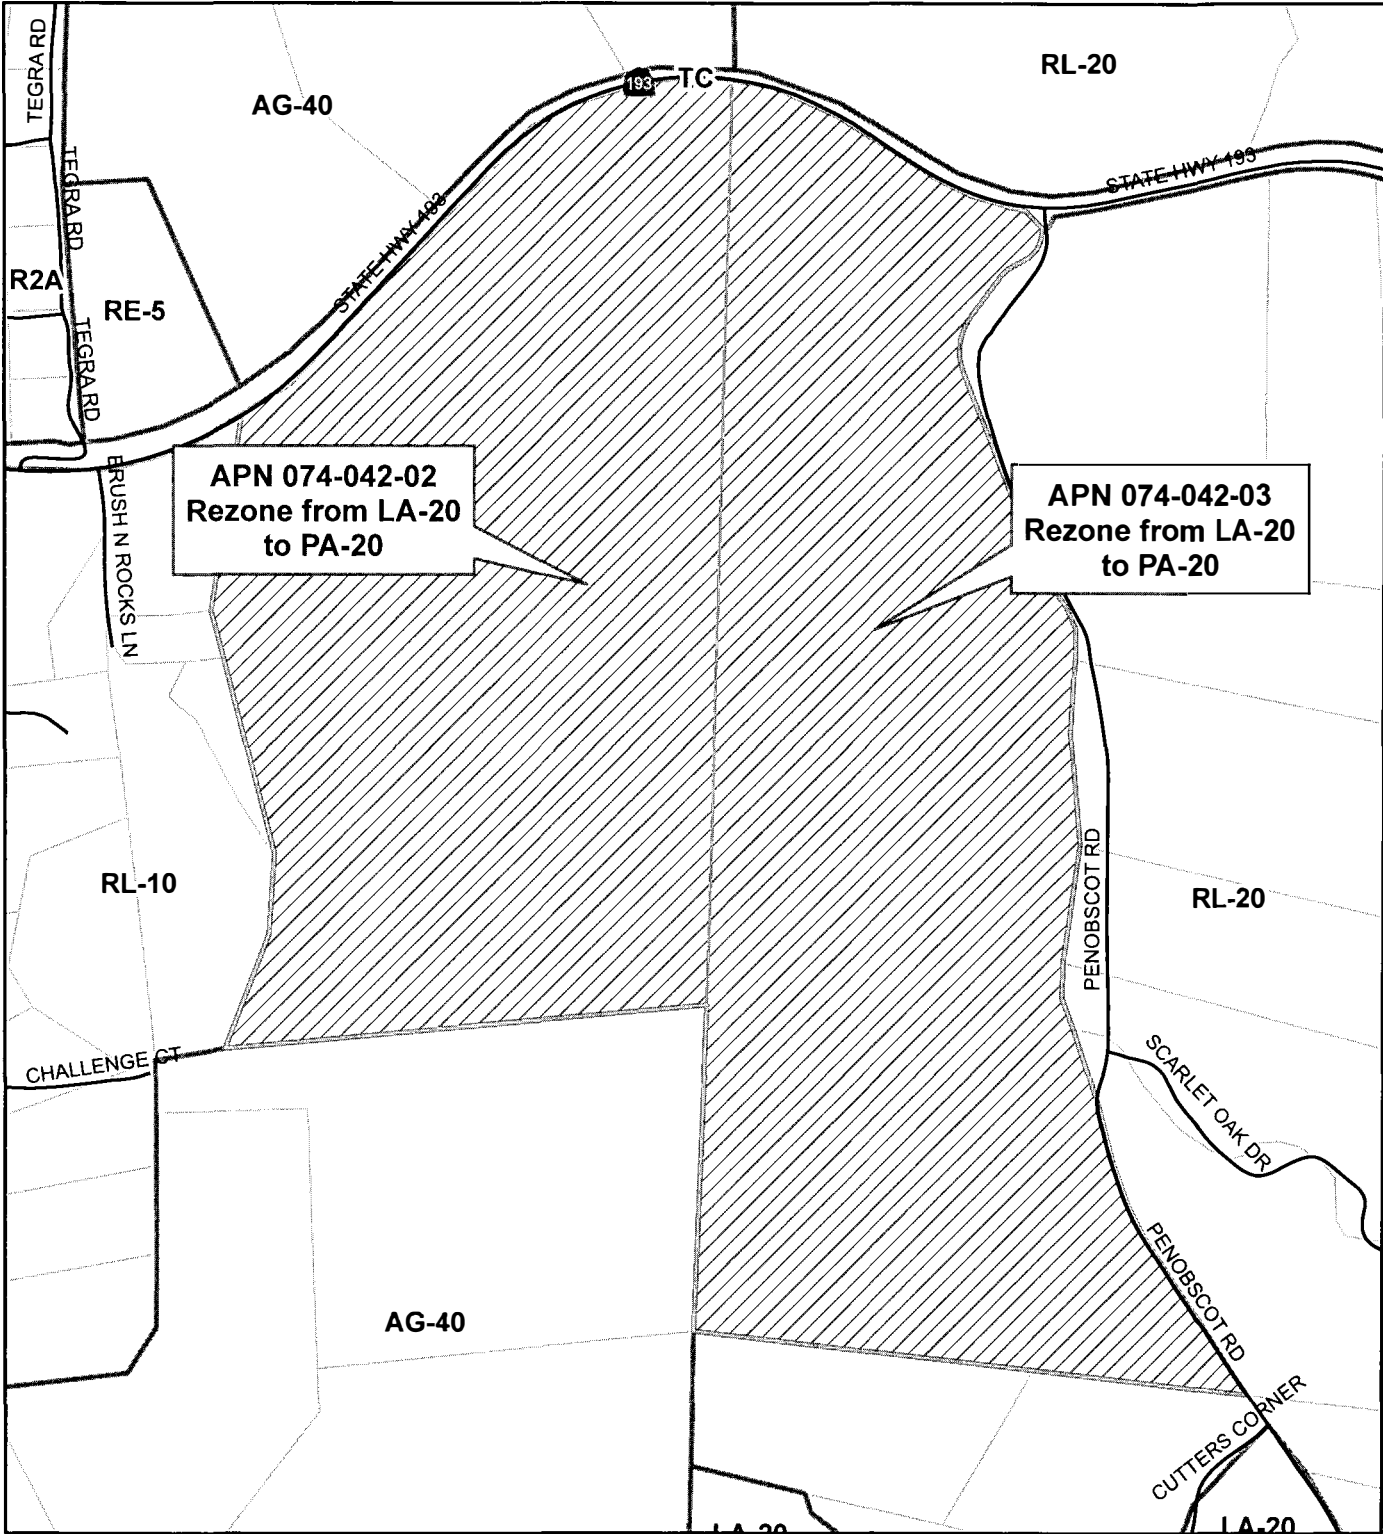 TEGRA RD
AG-40
193
TC
RL-20
TEGRA RD
STATE HWY 193
STATE HWY 193
R2A
RE-5
TEGRA RD
APN 074-042-02
Rezone from LA-20
to PA-20
APN 074-042-03
Rezone from LA-20
to PA-20
BRUSH N ROCKS LN
RL-10
PENOBSCOT RD
RL-20
CHALLENGE CT
SCARLET OAK DR
PENOBSCOT RD
AG-40
CUTTERS CORNER
LA-20
LA-20